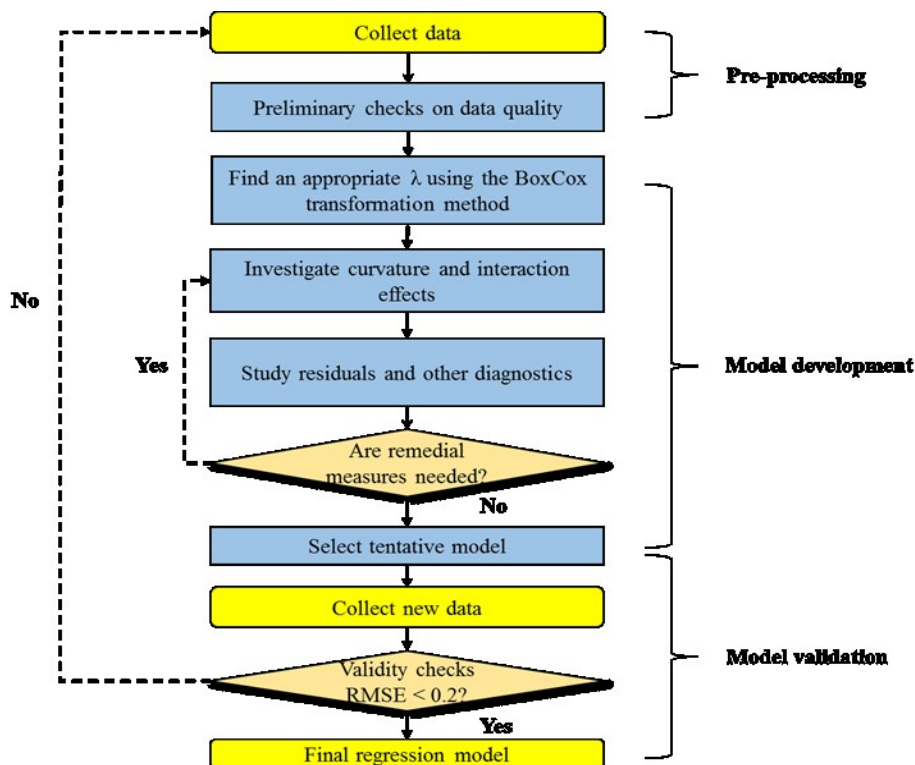 Collect data
Pre-processing
Preliminary checks on data quality
Find an appropriate λ using the BoxCox
transformation method
Investigate curvature and interaction
effects
No
Yes
Study residuals and other diagnostics
Model development
Are remedial
measures needed?
No
Select tentative model
Collect new data
Model validation
Validity checks
RMSE < 0.2?
Yes
Final regression model